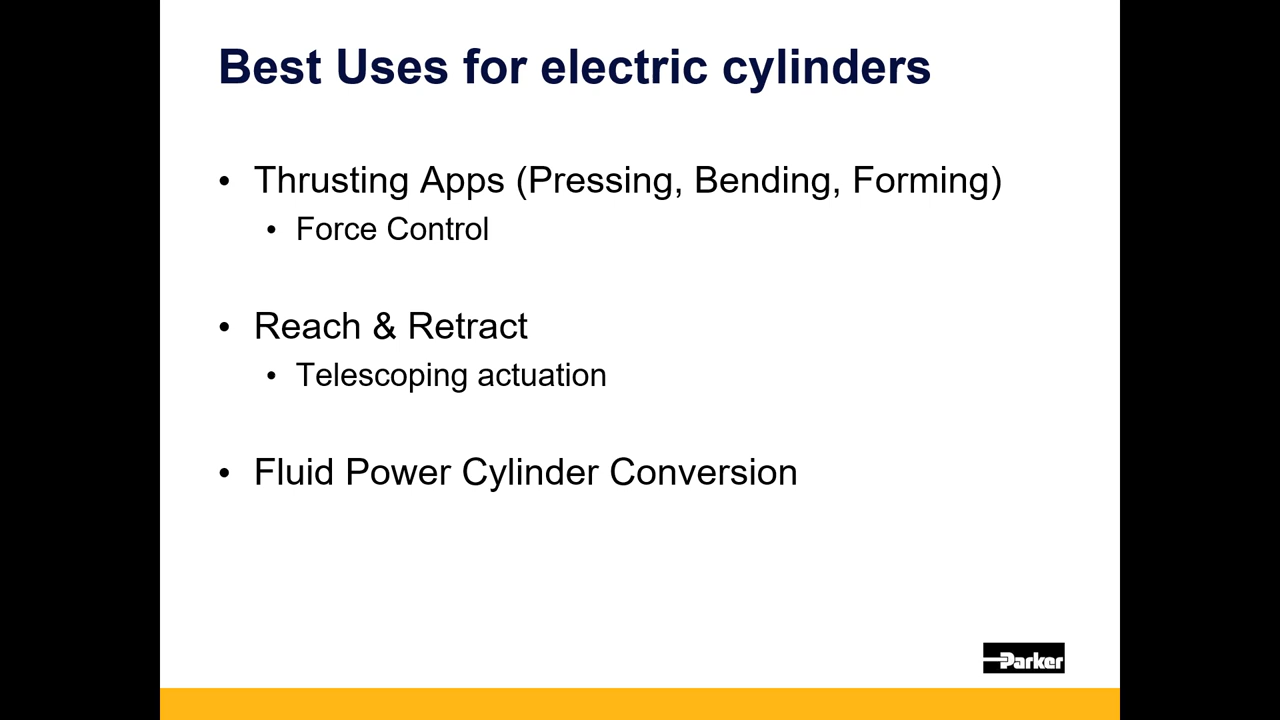 Best Uses for electric cylinders
• Thrusting Apps (Pressing, Bending, Forming)
• Force Control
• Reach & Retract
• Telescoping actuation
• Fluid Power Cylinder Conversion
Parker